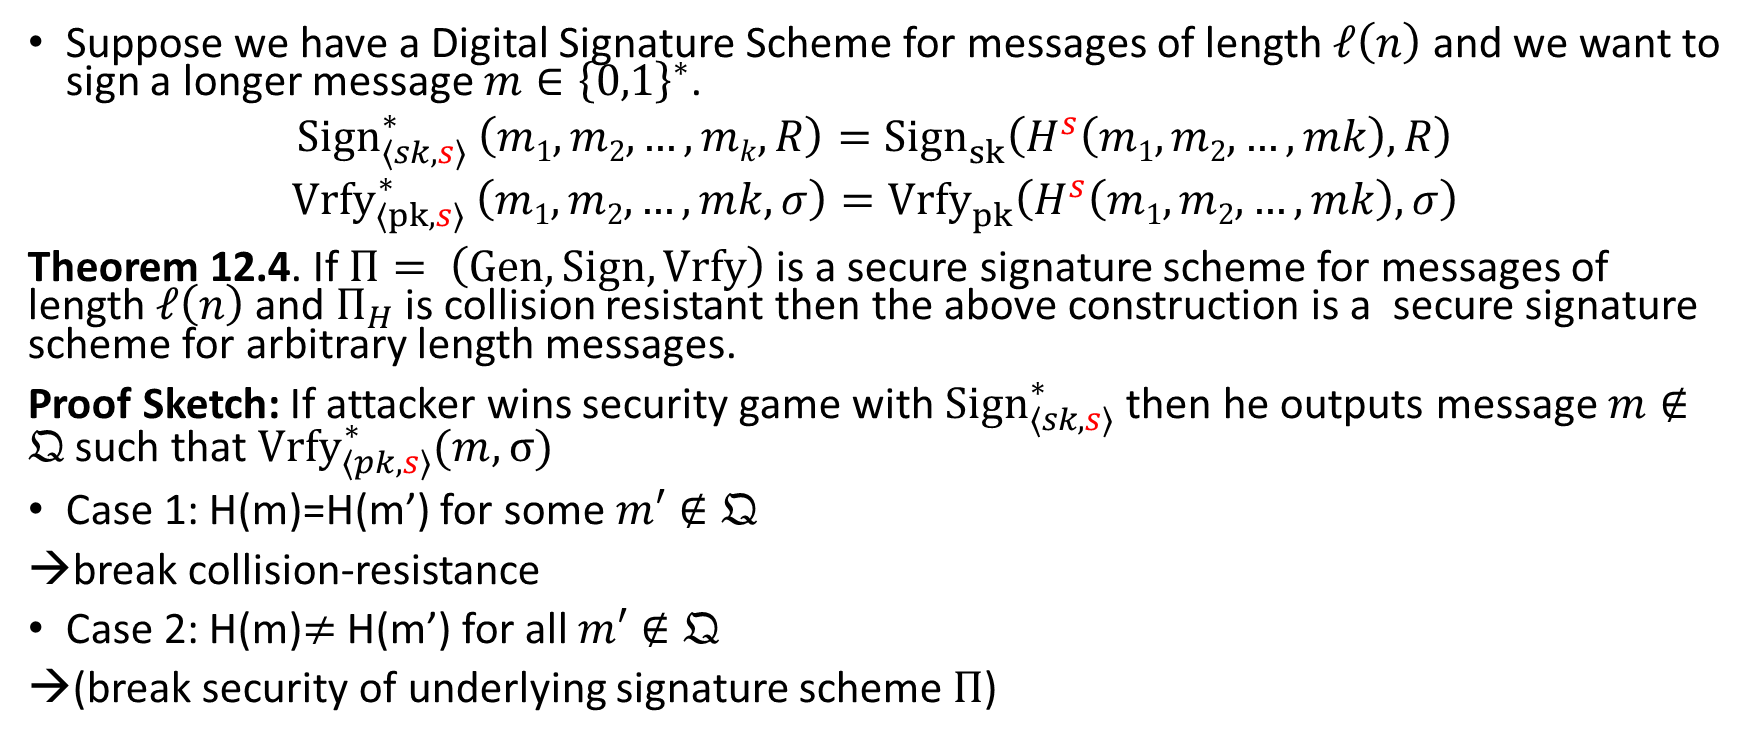 • Suppose we have a Digital Signature Scheme for messages of length ℓ(n) and we want to
sign a longer message m ∈ {0,1}*.
Sign*⟨sk,s⟩ (m₁, m₂, … , mₖ, R) = Signsk(Hˢ(m₁, m₂, … , mk), R)
Vrfy*⟨pk,s⟩ (m₁, m₂, … , mk, σ) = Vrfypk(Hˢ(m₁, m₂, … , mk), σ)
Theorem 12.4. If Π = (Gen, Sign, Vrfy) is a secure signature scheme for messages of
length ℓ(n) and Π_H is collision resistant then the above construction is a secure signature
scheme for arbitrary length messages.
Proof Sketch: If attacker wins security game with Sign*⟨sk,s⟩ then he outputs message m ∉
𝔔 such that Vrfy*⟨pk,s⟩(m, σ)
• Case 1: H(m)=H(m’) for some m′ ∉ 𝔔
→break collision-resistance
• Case 2: H(m)≠ H(m’) for all m′ ∉ 𝔔
→(break security of underlying signature scheme Π)